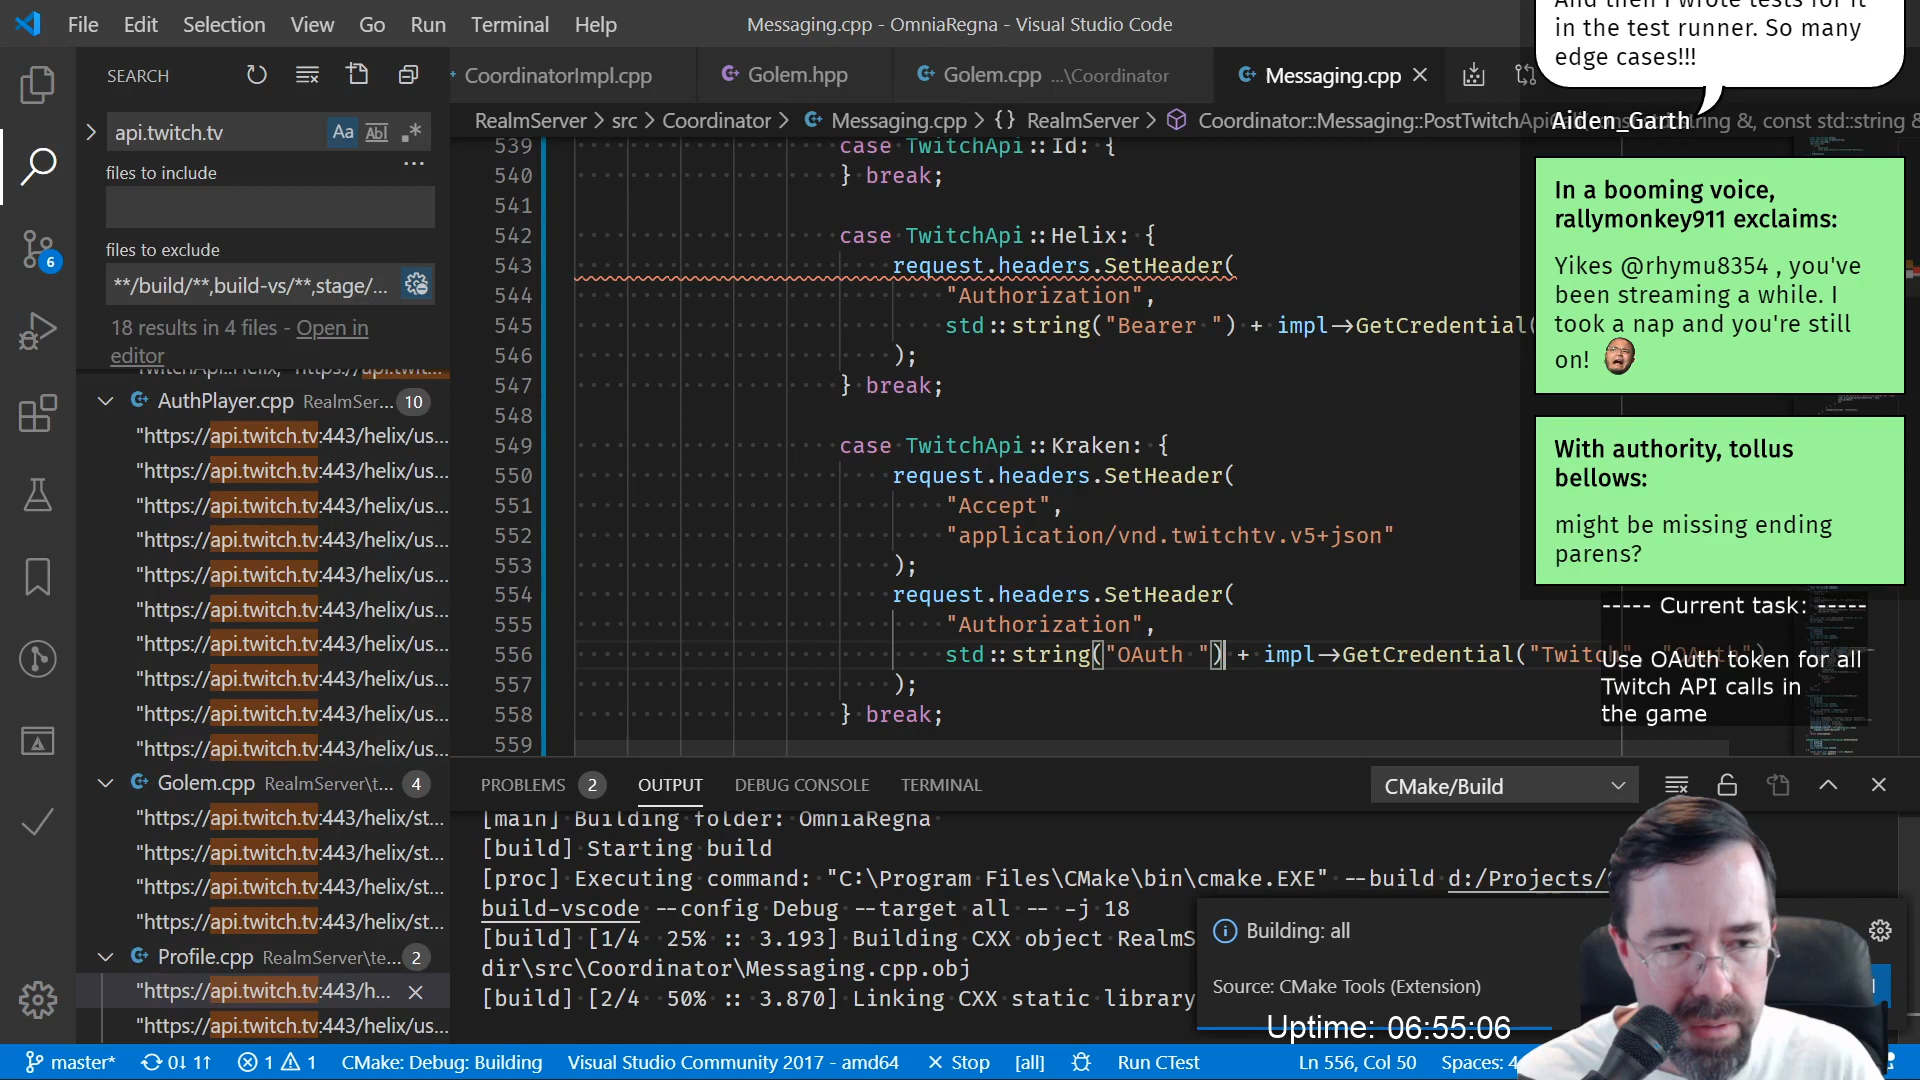 File Edit Selection View Go Run Terminal Help
Messaging.cpp - OmniaRegna - Visual Studio Code
SEARCH
api.twitch.tv
Aa
files to include
files to exclude
**/build/**,build-vs/**,stage/...
18 results in 4 files - Open in editor
AuthPlayer.cpp RealmSer... 10
"https://api.twitch.tv:443/helix/us...
"https://api.twitch.tv:443/helix/us...
"https://api.twitch.tv:443/helix/us...
"https://api.twitch.tv:443/helix/us...
"https://api.twitch.tv:443/helix/us...
"https://api.twitch.tv:443/helix/us...
"https://api.twitch.tv:443/helix/us...
"https://api.twitch.tv:443/helix/us...
"https://api.twitch.tv:443/helix/us...
"https://api.twitch.tv:443/helix/us...
Golem.cpp RealmServer\t... 4
"https://api.twitch.tv:443/helix/st...
"https://api.twitch.tv:443/helix/st...
"https://api.twitch.tv:443/helix/st...
"https://api.twitch.tv:443/helix/st...
Profile.cpp RealmServer\te... 2
"https://api.twitch.tv:443/h...
"https://api.twitch.tv:443/helix/us...
6
CoordinatorImpl.cpp
Golem.hpp
Golem.cpp ...\Coordinator
Messaging.cpp
RealmServer > src > Coordinator > Messaging.cpp > {} RealmServer >
539 case TwitchApi::Id: {
540 } break;
541
542 case TwitchApi::Helix: {
543 request.headers.SetHeader(
544 "Authorization",
545 std::string("Bearer ") + impl->GetCredential(
546 );
547 } break;
548
549 case TwitchApi::Kraken: {
550 request.headers.SetHeader(
551 "Accept",
552 "application/vnd.twitchtv.v5+json"
553 );
554 request.headers.SetHeader(
555 "Authorization",
556 std::string("OAuth ") + impl->GetCredential("Twitch"
557 );
558 } break;
559
PROBLEMS 2 OUTPUT DEBUG CONSOLE TERMINAL
CMake/Build
[main] Building folder: OmniaRegna
[build] Starting build
[proc] Executing command: "C:\Program Files\CMake\bin\cmake.EXE" --build d:/Projects/
build-vscode --config Debug --target all -- -j 18
[build] [1/4 25% :: 3.193] Building CXX object RealmS
dir\src\Coordinator\Messaging.cpp.obj
[build] [2/4 50% :: 3.870] Linking CXX static library
Building: all
Source: CMake Tools (Extension)
Uptime: 06:55:06
And then I wrote tests for it
in the test runner. So many
edge cases!!!
Aiden_Garth
In a booming voice,
rallymonkey911 exclaims:
Yikes @rhymu8354 , you've
been streaming a while. I
took a nap and you're still
on!
With authority, tollus
bellows:
might be missing ending
parens?
----- Current task: -----
Use OAuth token for all
Twitch API calls in
the game
master* 0↓ 1↑ 1 1 CMake: Debug: Building Visual Studio Community 2017 - amd64 Stop [all] Run CTest Ln 556, Col 50 Spaces: 4